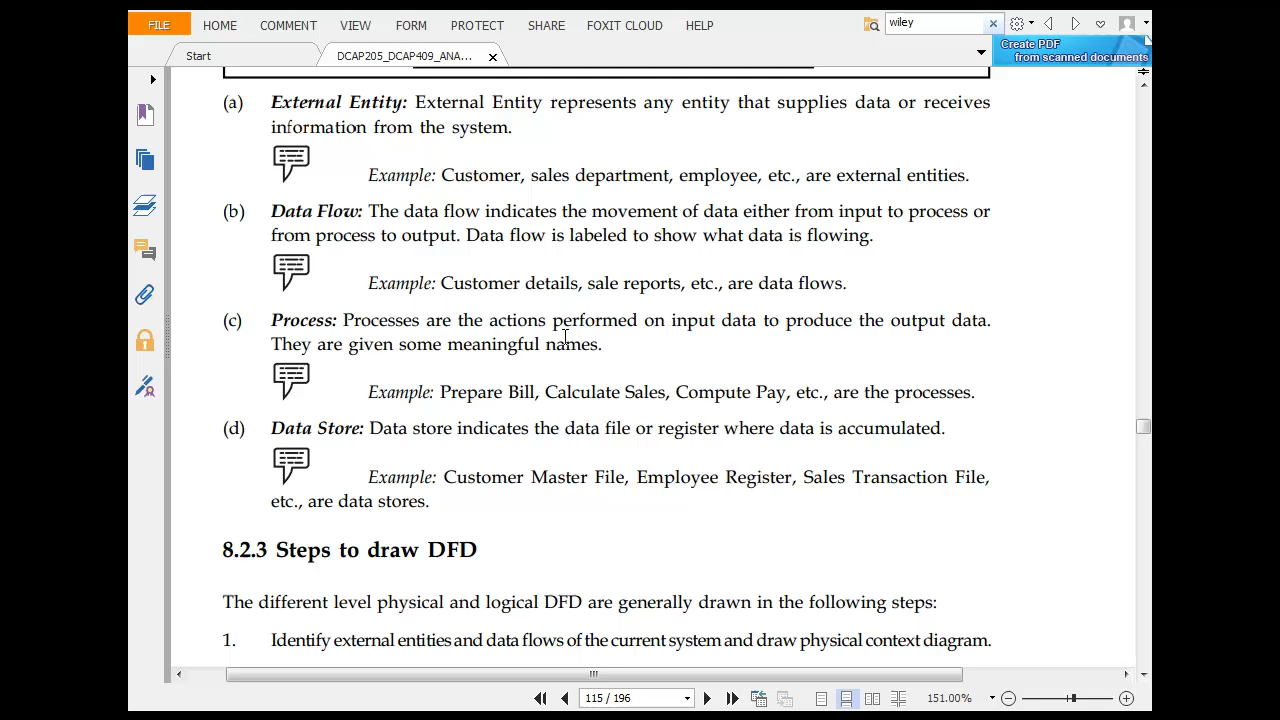 FILE HOME COMMENT VIEW FORM PROTECT SHARE FOXIT CLOUD HELP wiley
Start DCAP205_DCAP409_ANA... Create PDF
from scanned documents
(a) External Entity: External Entity represents any entity that supplies data or receives
information from the system.
Example: Customer, sales department, employee, etc., are external entities.
(b) Data Flow: The data flow indicates the movement of data either from input to process or
from process to output. Data flow is labeled to show what data is flowing.
Example: Customer details, sale reports, etc., are data flows.
(c) Process: Processes are the actions performed on input data to produce the output data.
They are given some meaningful names.
Example: Prepare Bill, Calculate Sales, Compute Pay, etc., are the processes.
(d) Data Store: Data store indicates the data file or register where data is accumulated.
Example: Customer Master File, Employee Register, Sales Transaction File,
etc., are data stores.
8.2.3 Steps to draw DFD
The different level physical and logical DFD are generally drawn in the following steps:
1. Identify external entities and data flows of the current system and draw physical context diagram.
115 / 196 151.00%